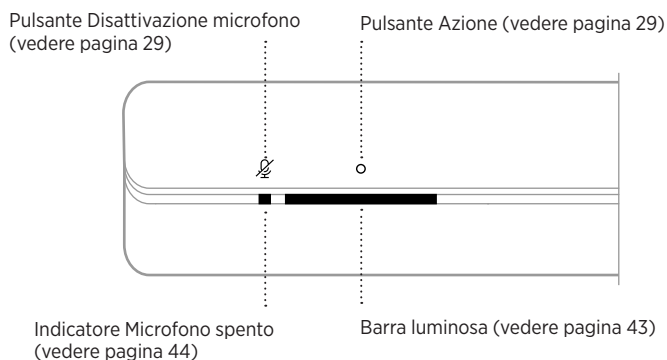 Pulsante Disattivazione microfono
(vedere pagina 29)
Pulsante Azione (vedere pagina 29)
Indicatore Microfono spento
(vedere pagina 44)
Barra luminosa (vedere pagina 43)